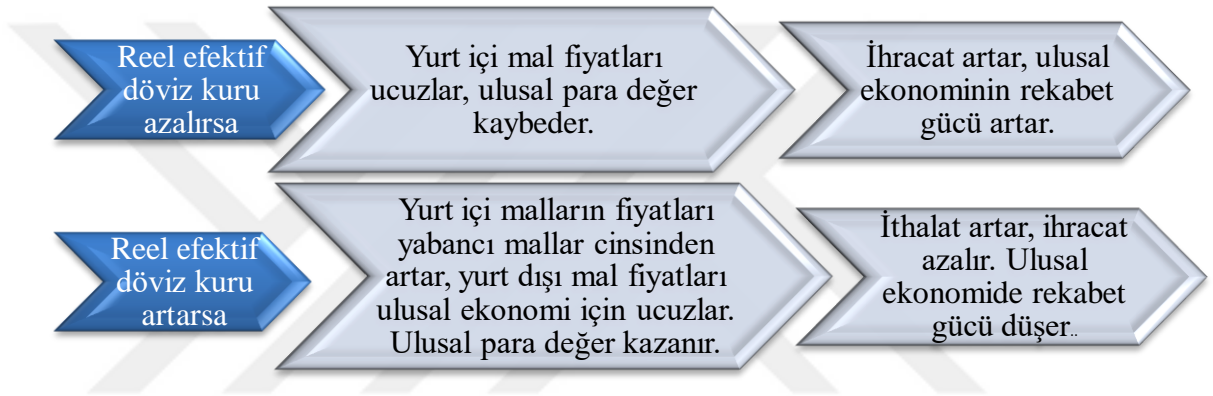 Reel efektif
döviz kuru
azalırsa
Yurt içi mal fiyatları
ucuzlar, ulusal para değer
kaybeder.
İhracat artar, ulusal
ekonominin rekabet
gücü artar.
Reel efektif
döviz kuru
artarsa
Yurt içi malların fiyatları
yabancı mallar cinsinden
artar, yurt dışı mal fiyatları
ulusal ekonomi için ucuzlar.
Ulusal para değer kazanır.
İthalat artar, ihracat
azalır. Ulusal
ekonomide rekabet
gücü düşer..